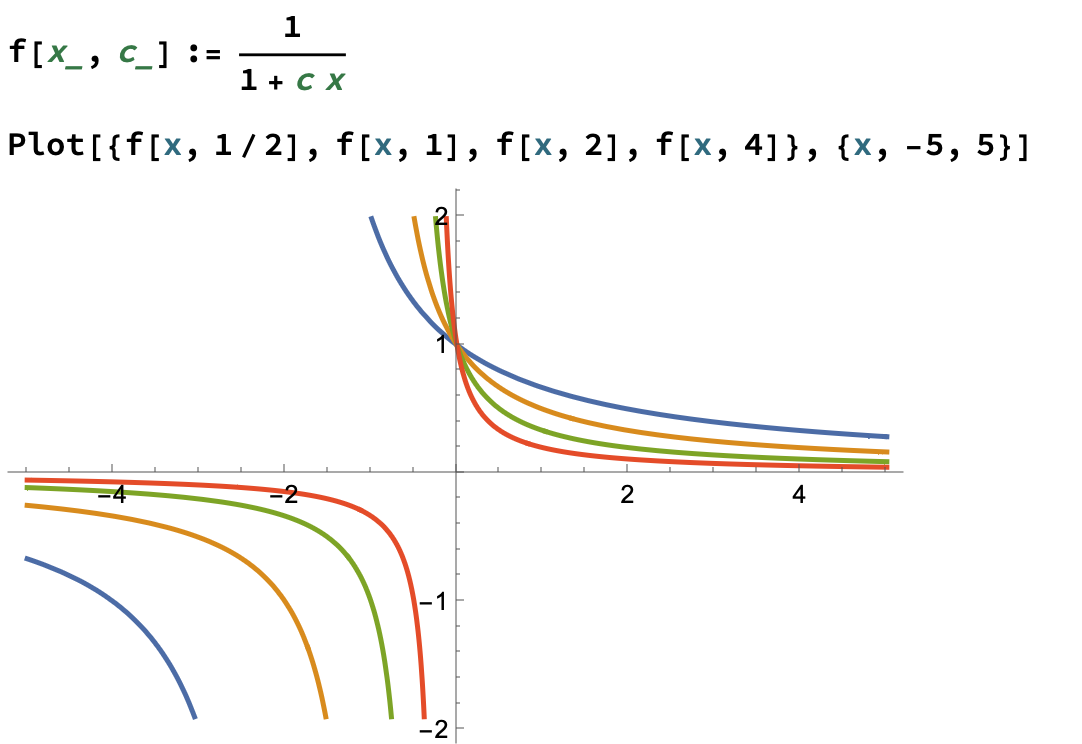 f[x_, c_] := 1
1 + c x
Plot[{f[x, 1/2], f[x, 1], f[x, 2], f[x, 4]}, {x, -5, 5}]
2
1
-4 -2 2 4
-1
-2